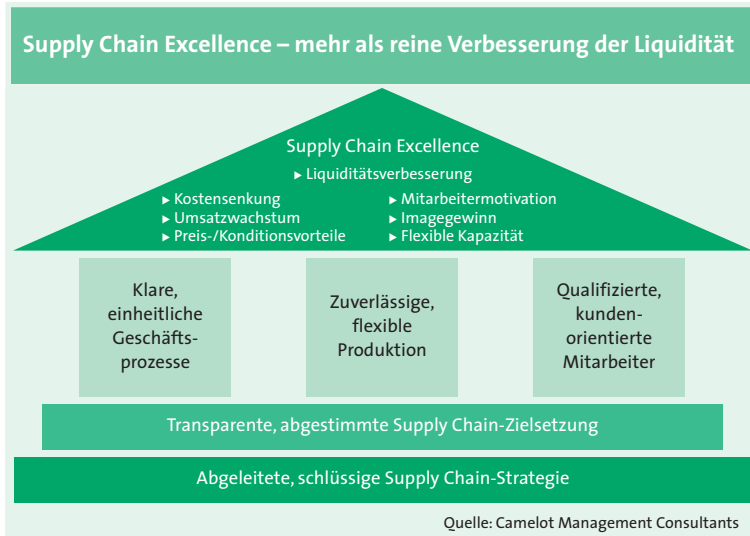 Supply Chain Excellence – mehr als reine Verbesserung der Liquidität
Supply Chain Excellence
▸ Liquiditätsverbesserung
▸ Kostensenkung
▸ Umsatzwachstum
▸ Preis-/Konditionsvorteile
▸ Mitarbeitermotivation
▸ Imagegewinn
▸ Flexible Kapazität
Klare,
einheitliche
Geschäfts-
prozesse
Zuverlässige,
flexible
Produktion
Qualifizierte,
kunden-
orientierte
Mitarbeiter
Transparente, abgestimmte Supply Chain-Zielsetzung
Abgeleitete, schlüssige Supply Chain-Strategie
Quelle: Camelot Management Consultants